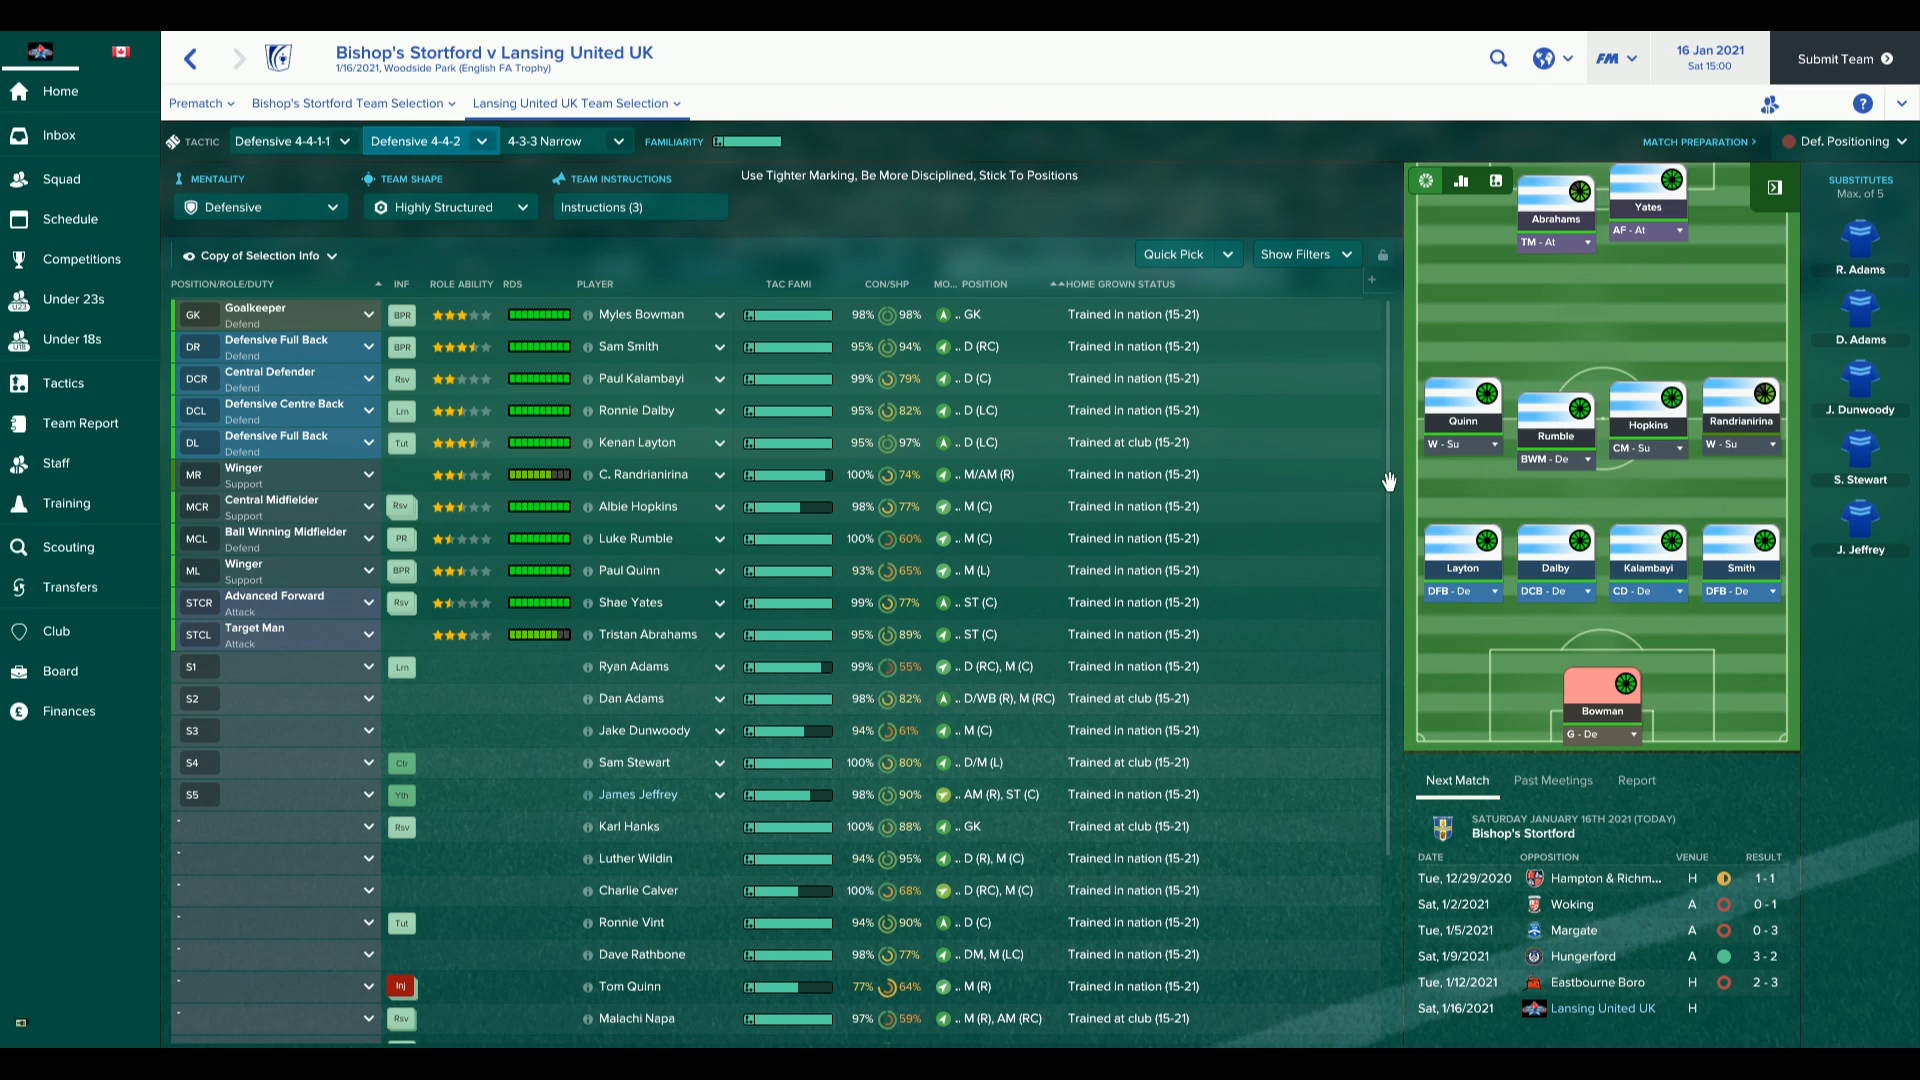 Bishop's Stortford v Lansing United UK
1/16/2021, Woodside Park (English FA Trophy)
FM
16 Jan 2021
Sat 15:00
Submit Team
Prematch
Bishop's Stortford Team Selection
Lansing United UK Team Selection
?
Home
Inbox
Squad
Schedule
Competitions
Under 23s
Under 18s
Tactics
Team Report
Staff
Training
Scouting
Transfers
Club
Board
Finances
TACTIC
Defensive 4-4-1-1
Defensive 4-4-2
4-3-3 Narrow
FAMILIARITY
MATCH PREPARATION >
Def. Positioning
MENTALITY
TEAM SHAPE
TEAM INSTRUCTIONS
Use Tighter Marking, Be More Disciplined, Stick To Positions
Defensive
Highly Structured
Instructions (3)
Copy of Selection Info
Quick Pick
Show Filters
POSITION/ROLE/DUTY INF ROLE ABILITY RDS PLAYER TAC FAMI CON/SHP MO... POSITION HOME GROWN STATUS
GK Goalkeeper Defend BPR Myles Bowman 98% 98% .. GK Trained in nation (15-21)
DR Defensive Full Back Defend BPR Sam Smith 95% 94% .. D (RC) Trained in nation (15-21)
DCR Central Defender Defend Rsv Paul Kalambayi 99% 79% .. D (C) Trained in nation (15-21)
DCL Defensive Centre Back Defend Lrn Ronnie Dalby 95% 82% .. D (LC) Trained in nation (15-21)
DL Defensive Full Back Defend Tut Kenan Layton 95% 97% .. D (LC) Trained at club (15-21)
MR Winger Support C. Randrianirina 100% 74% .. M/AM (R) Trained in nation (15-21)
MCR Central Midfielder Support Rsv Albie Hopkins 98% 77% .. M (C) Trained in nation (15-21)
MCL Ball Winning Midfielder Defend PR Luke Rumble 100% 60% .. M (C) Trained in nation (15-21)
ML Winger Support BPR Paul Quinn 93% 65% .. M (L) Trained in nation (15-21)
STCR Advanced Forward Attack Rsv Shae Yates 99% 77% .. ST (C) Trained in nation (15-21)
STCL Target Man Attack Tristan Abrahams 95% 89% .. ST (C) Trained in nation (15-21)
S1 Lrn Ryan Adams 99% 55% .. D (RC), M (C) Trained in nation (15-21)
S2 Dan Adams 98% 82% .. D/WB (R), M (RC) Trained at club (15-21)
S3 Jake Dunwoody 94% 61% .. M (C) Trained in nation (15-21)
S4 Ctr Sam Stewart 100% 80% .. D/M (L) Trained at club (15-21)
S5 Yth James Jeffrey 98% 90% .. AM (R), ST (C) Trained in nation (15-21)
- Rsv Karl Hanks 100% 88% .. GK Trained at club (15-21)
- Luther Wildin 94% 95% .. D (R), M (C) Trained in nation (15-21)
- Charlie Calver 100% 68% .. D (RC), M (C) Trained in nation (15-21)
- Tut Ronnie Vint 94% 90% .. D (C) Trained in nation (15-21)
- Dave Rathbone 98% 77% .. DM, M (LC) Trained in nation (15-21)
- Inj Tom Quinn 77% 64% .. M (R) Trained in nation (15-21)
- Rsv Malachi Napa 97% 59% .. M (R), AM (RC) Trained at club (15-21)
Abrahams
TM - At
Yates
AF - At
Quinn
W - Su
Rumble
BWM - De
Hopkins
CM - Su
Randrianirina
W - Su
Layton
DFB - De
Dalby
DCB - De
Kalambayi
CD - De
Smith
DFB - De
Bowman
G - De
SUBSTITUTES
Max. of 5
R. Adams
D. Adams
J. Dunwoody
S. Stewart
J. Jeffrey
Next Match
Past Meetings
Report
SATURDAY JANUARY 16TH 2021 (TODAY)
Bishop's Stortford
DATE OPPOSITION VENUE RESULT
Tue, 12/29/2020 Hampton & Richm... H 1 - 1
Sat, 1/2/2021 Woking A 0 - 1
Tue, 1/5/2021 Margate A 0 - 3
Sat, 1/9/2021 Hungerford A 3 - 2
Tue, 1/12/2021 Eastbourne Boro H 2 - 3
Sat, 1/16/2021 Lansing United UK H